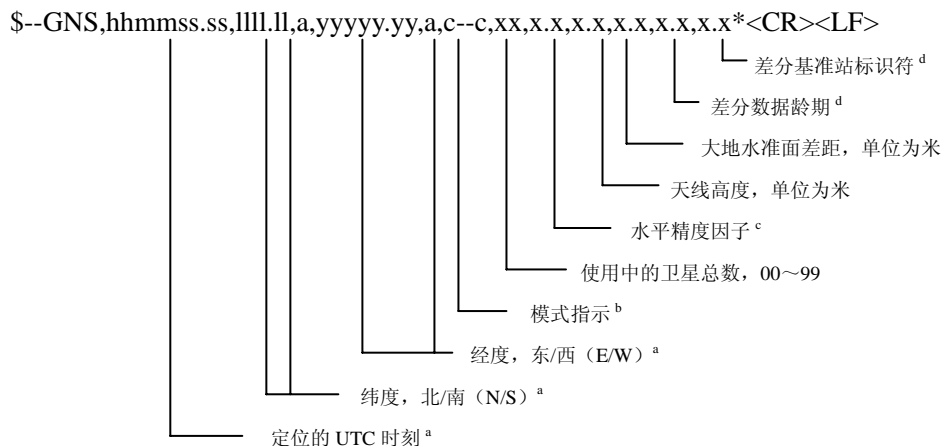 $--GNS,hhmmss.ss,llll.ll,a,yyyyy.yy,a,c--c,xx,x.x,x.x,x.x,x.x,x.x*<CR><LF>
差分基准站标识符 d
差分数据龄期 d
大地水准面差距，单位为米
天线高度，单位为米
水平精度因子 c
使用中的卫星总数，00～99
模式指示 b
经度，东/西（E/W） a
纬度，北/南（N/S） a
定位的 UTC 时刻 a